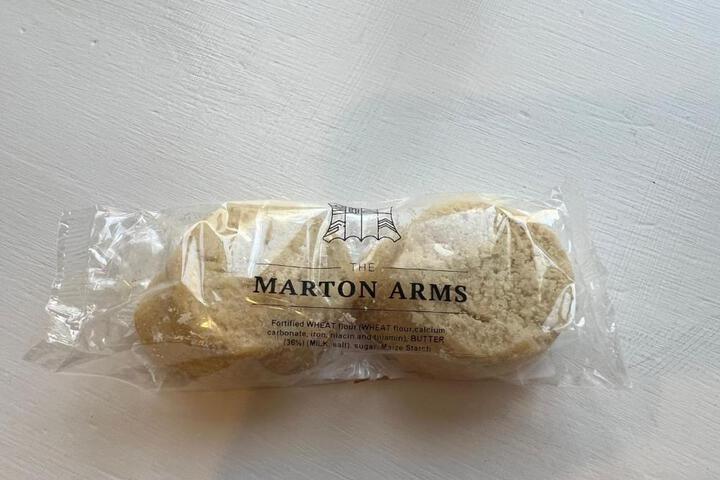 THE
MARTON ARMS
Fortified WHEAT flour (WHEAT flour,calcium
carbonate, iron, niacin and thiamin), BUTTER
(36%) (MILK, salf), sugar, Maize Starch